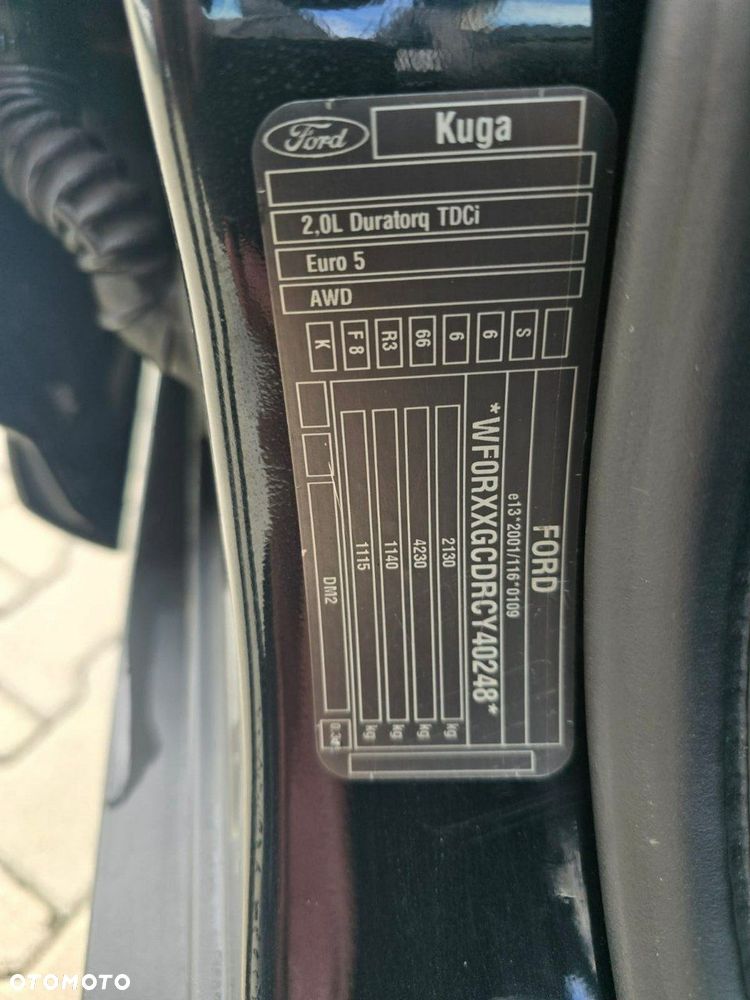 Ford
Kuga
2,0L Duratorq TDCi
Euro 5
AWD
K F8 R3 66 6 6 S
FORD
e13*2001/116*0109
*WF0RXXGCDRCY40248*
2130 kg
4230 kg
1140 kg
1115 kg
DM2
OTOMOTO